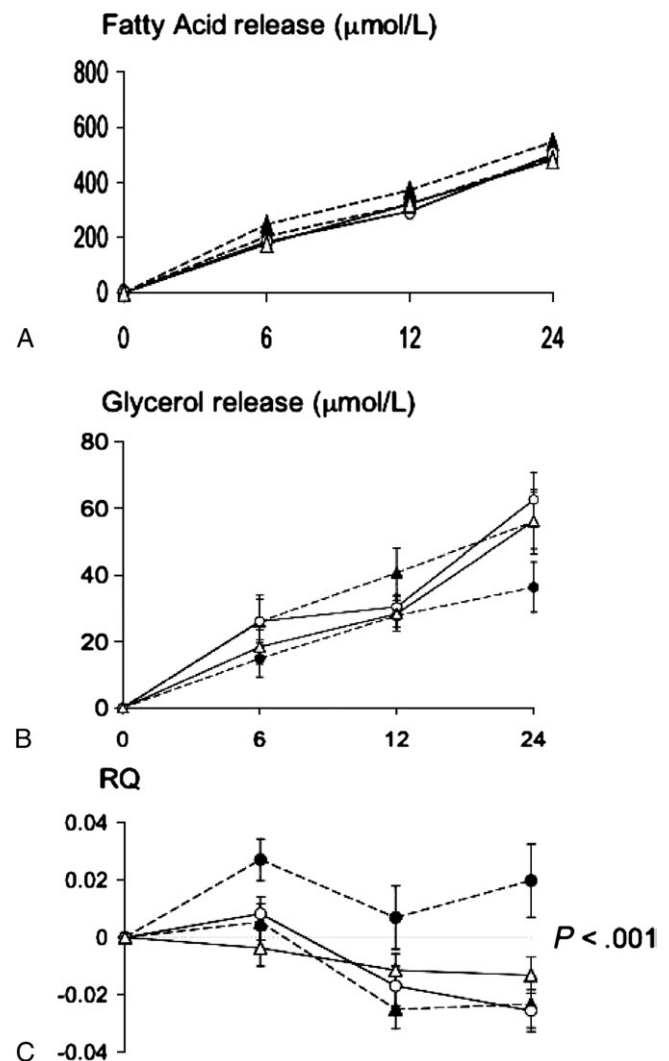 Fatty Acid release (μmol/L)
800
600
400
200
0
A
0 6 12 24
Glycerol release (μmol/L)
80
60
40
20
0
B
0 6 12 24
RQ
0.04
0.02
0
P < .001
-0.02
-0.04
C